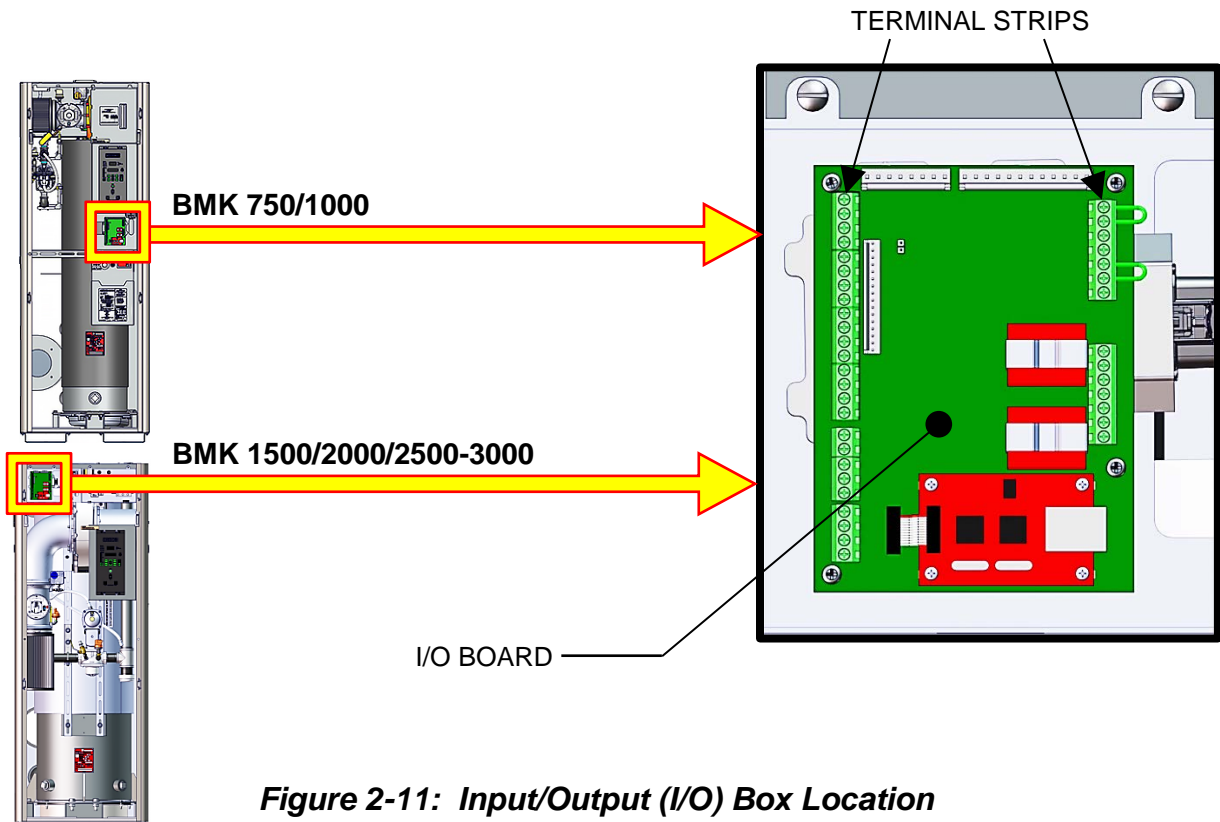 TERMINAL STRIPS
BMK 750/1000
BMK 1500/2000/2500-3000
I/O BOARD
Figure 2-11:  Input/Output (I/O) Box Location